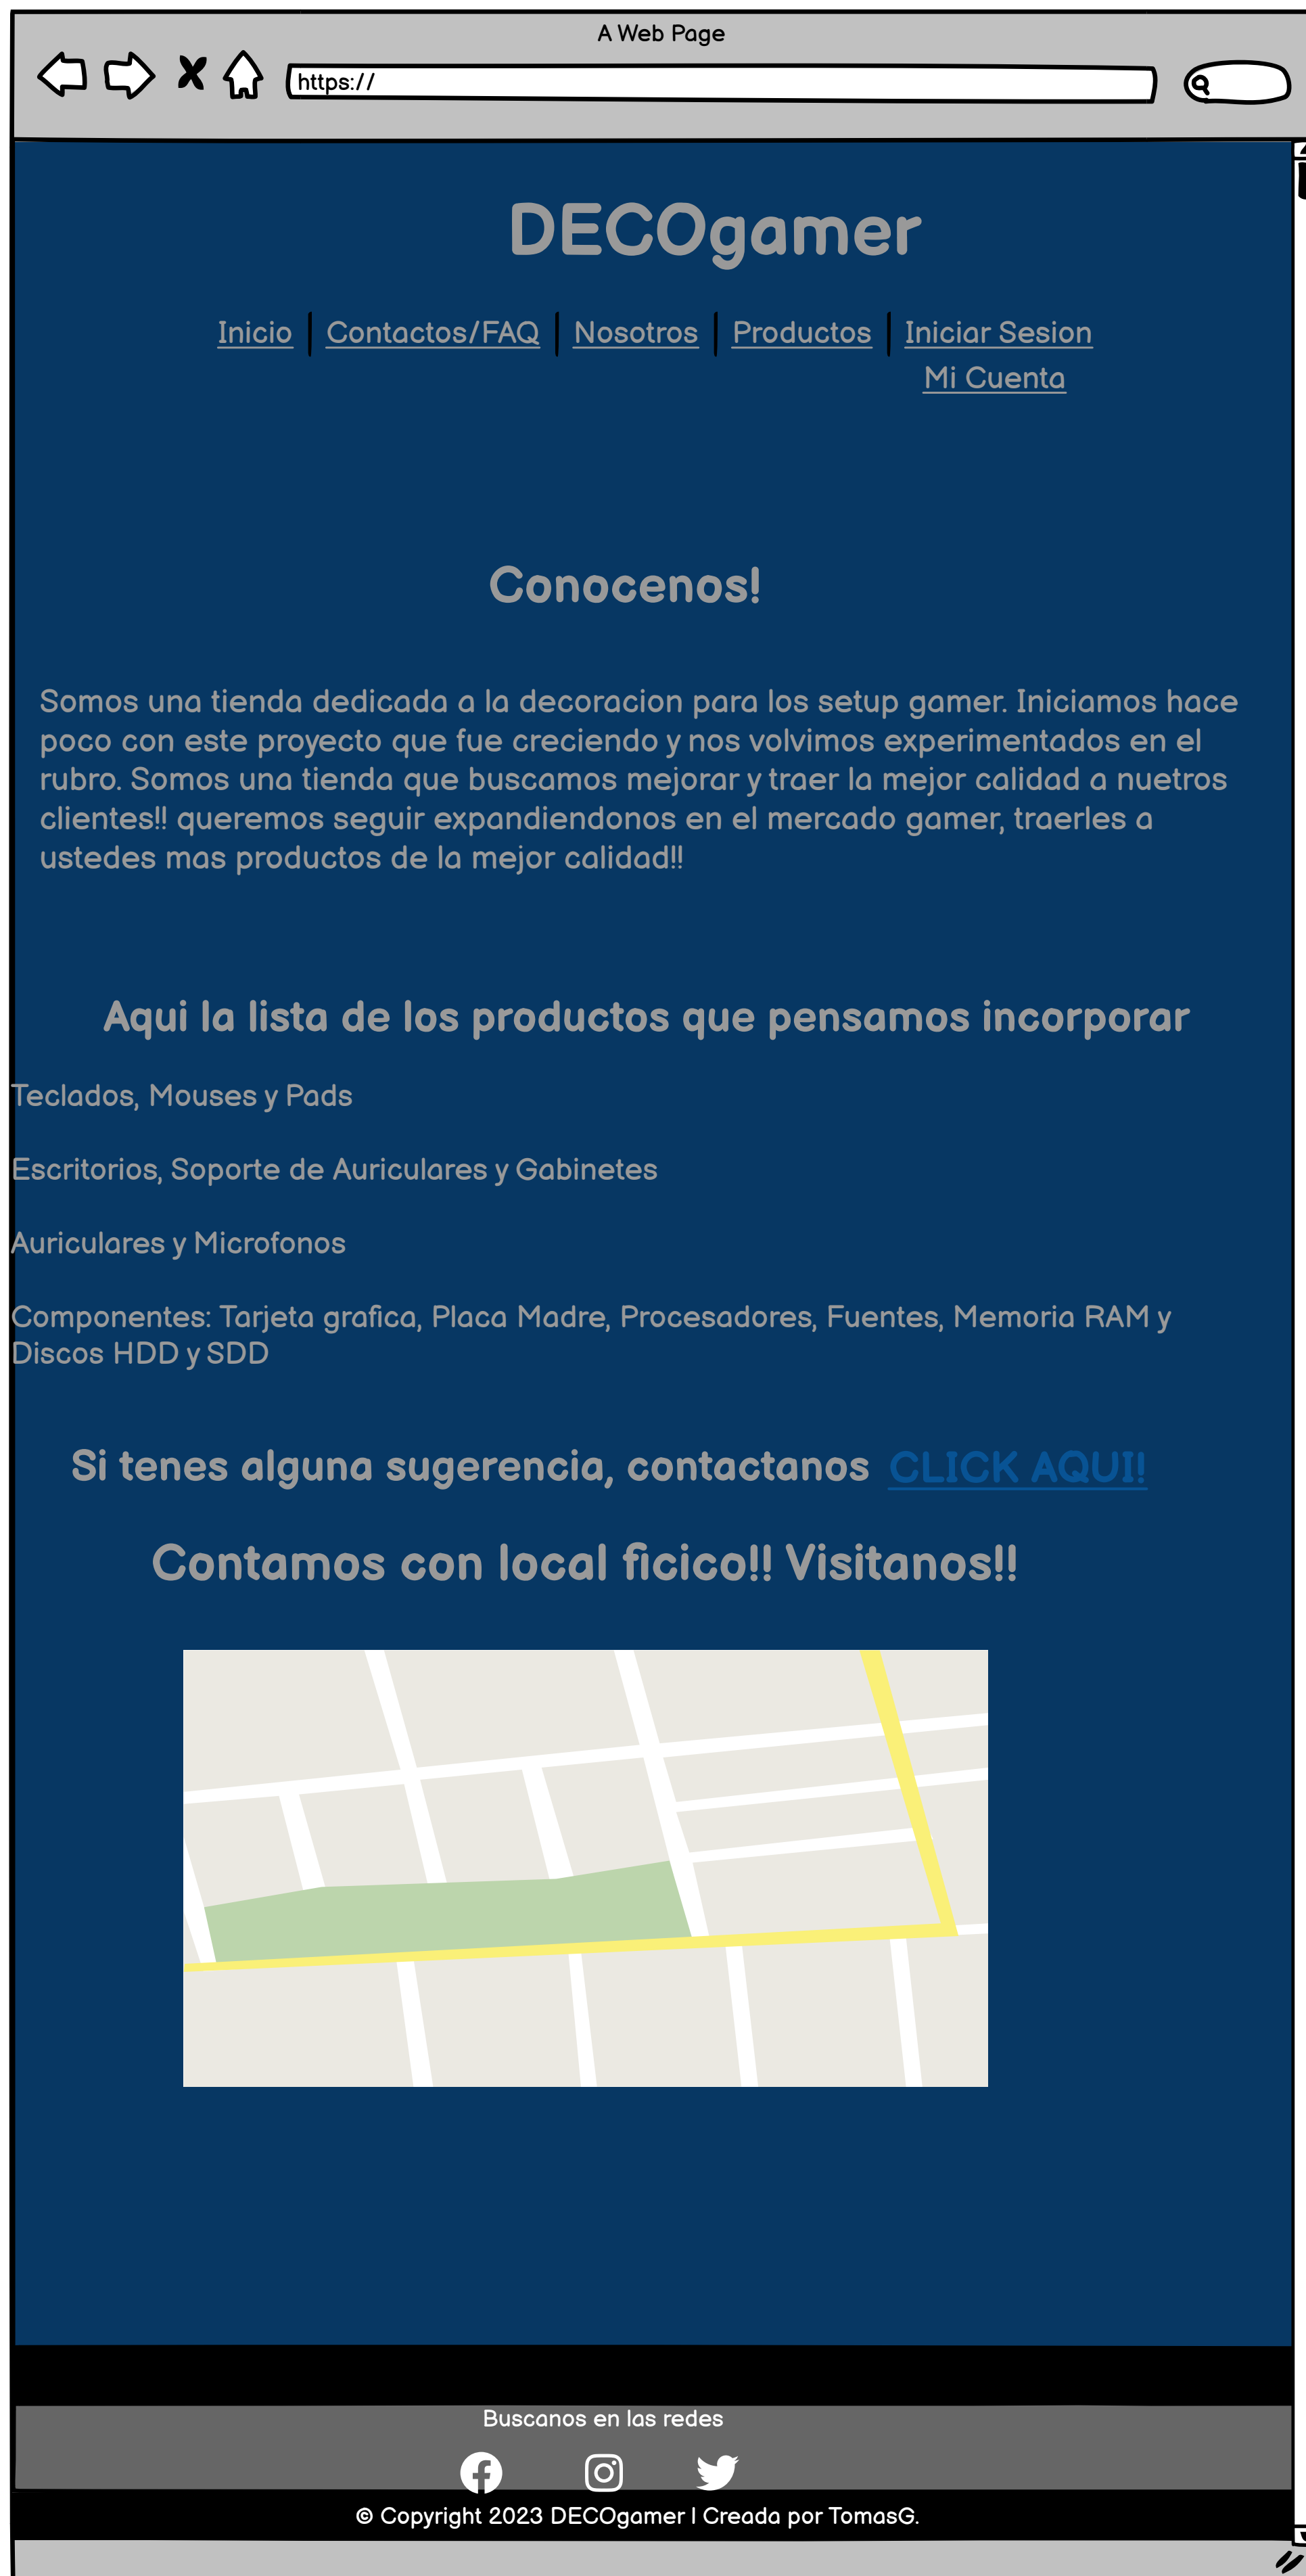 A Web Page
https://
DECOgamer
Inicio | Contactos/FAQ | Nosotros | Productos | Iniciar Sesion
Mi Cuenta
Conocenos!
Somos una tienda dedicada a la decoracion para los setup gamer. Iniciamos hace
poco con este proyecto que fue creciendo y nos volvimos experimentados en el
rubro. Somos una tienda que buscamos mejorar y traer la mejor calidad a nuetros
clientes!! queremos seguir expandiendonos en el mercado gamer, traerles a
ustedes mas productos de la mejor calidad!!
Aqui la lista de los productos que pensamos incorporar
Teclados, Mouses y Pads
Escritorios, Soporte de Auriculares y Gabinetes
Auriculares y Microfonos
Componentes: Tarjeta grafica, Placa Madre, Procesadores, Fuentes, Memoria RAM y
Discos HDD y SDD
Si tenes alguna sugerencia, contactanos CLICK AQUI!
Contamos con local ficico!! Visitanos!!
Buscanos en las redes
© Copyright 2023 DECOgamer | Creada por TomasG.